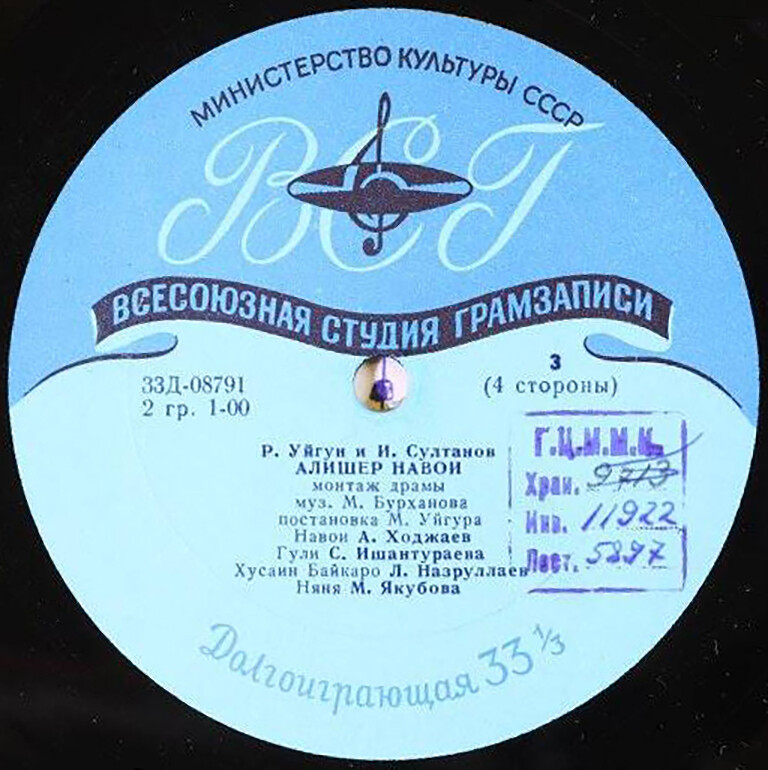 МИНИСТЕРСТВО КУЛЬТУРЫ СССР
ВСГ
ВСЕСОЮЗНАЯ СТУДИЯ ГРАМЗАПИСИ
33Д-08791
2 гр. 1-00
3
(4 стороны)
Р. Уйгун и И. Султанов
АЛИШЕР НАВОИ
монтаж драмы
муз. М. Бурханова
постановка М. Уйгура
Навои А. Ходжаев
Гули С. Ишантураева
Хусаин Байкаро Л. Назруллаев
Няня М. Якубова
Г.Ц.М.М.К.
Хран. 9713
Инв. 11922
Пост. 5897
Долгоиграющая 33 1/3